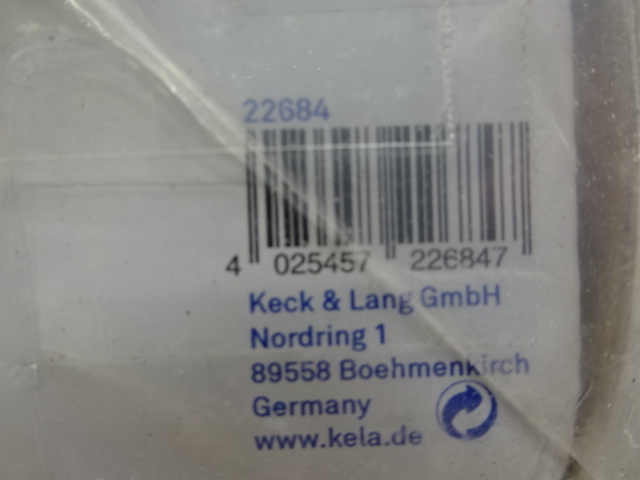 22684
4 025457 226847
Keck & Lang GmbH
Nordring 1
89558 Boehmenkirch
Germany
www.kela.de